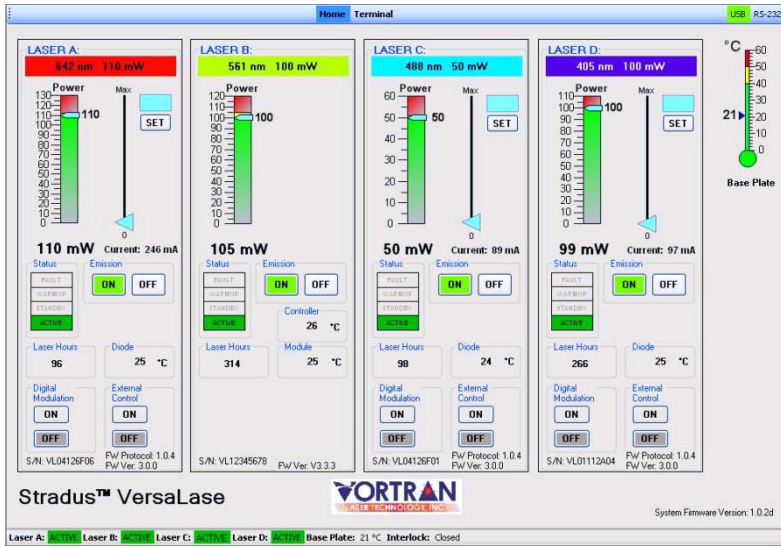 Home Terminal USB RS-232
LASER A:
642 nm 110 mW
Power Max
130
120
110
100
90
80
70
60
50
40
30
20
10
0
110
SET
0
110 mW Current: 246 mA
Status Emission
FAULT
WARMUP
STANDBY
ACTIVE
ON OFF
Laser Hours Diode
96 25 °C
Digital Modulation External Control
ON ON
OFF OFF
S/N: VL04126F06 FW Protocol: 1.0.4
FW Ver: 3.0.0
LASER B:
561 nm 100 mW
Power
120
110
100
90
80
70
60
50
40
30
20
10
0
100
105 mW
Status Emission
FAULT
WARMUP
STANDBY
ACTIVE
ON OFF
Controller
26 °C
Laser Hours Module
314 25 °C
S/N: VL12345678 FW Ver: V3.3.3
LASER C:
488 nm 50 mW
Power Max
60
50
40
30
20
10
0
50
SET
0
50 mW Current: 89 mA
Status Emission
FAULT
WARMUP
STANDBY
ACTIVE
ON OFF
Laser Hours Diode
98 24 °C
Digital Modulation External Control
ON ON
OFF OFF
S/N: VL04126F01 FW Protocol: 1.0.4
FW Ver: 3.0.0
LASER D:
405 nm 100 mW
Power Max
110
100
90
80
70
60
50
40
30
20
10
0
100
SET
0
99 mW Current: 97 mA
Status Emission
FAULT
WARMUP
STANDBY
ACTIVE
ON OFF
Laser Hours Diode
266 25 °C
Digital Modulation External Control
ON ON
OFF OFF
S/N: VL01112A04 FW Protocol: 1.0.4
FW Ver: 3.0.0
°C
60
50
40
30
20
10
0
21
Base Plate
Stradus™ VersaLase
VORTRAN
LASER TECHNOLOGY, INC.
System Firmware Version: 1.0.2d
Laser A: ACTIVE Laser B: ACTIVE Laser C: ACTIVE Laser D: ACTIVE Base Plate: 21 °C Interlock: Closed